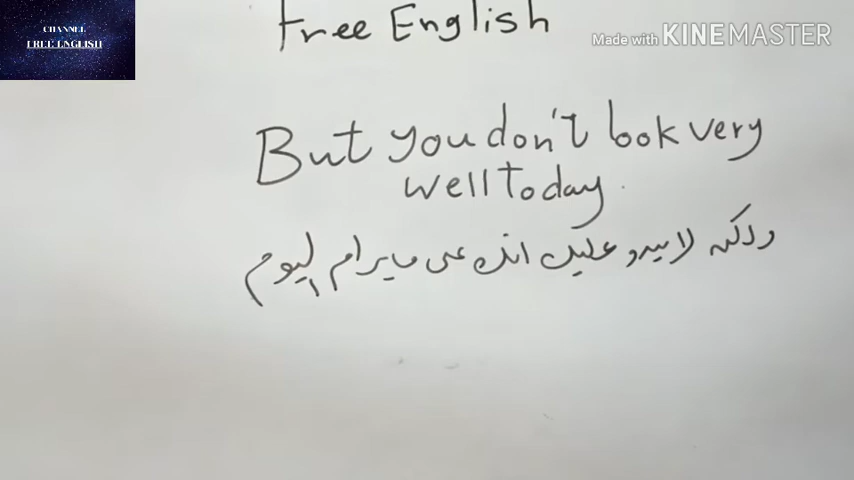 CHANNEL
FREE ENGLISH
Made with KINEMASTER
Free English
But you don't look very
well today.
ولكن لا يبدو عليك انك على ما يرام اليوم